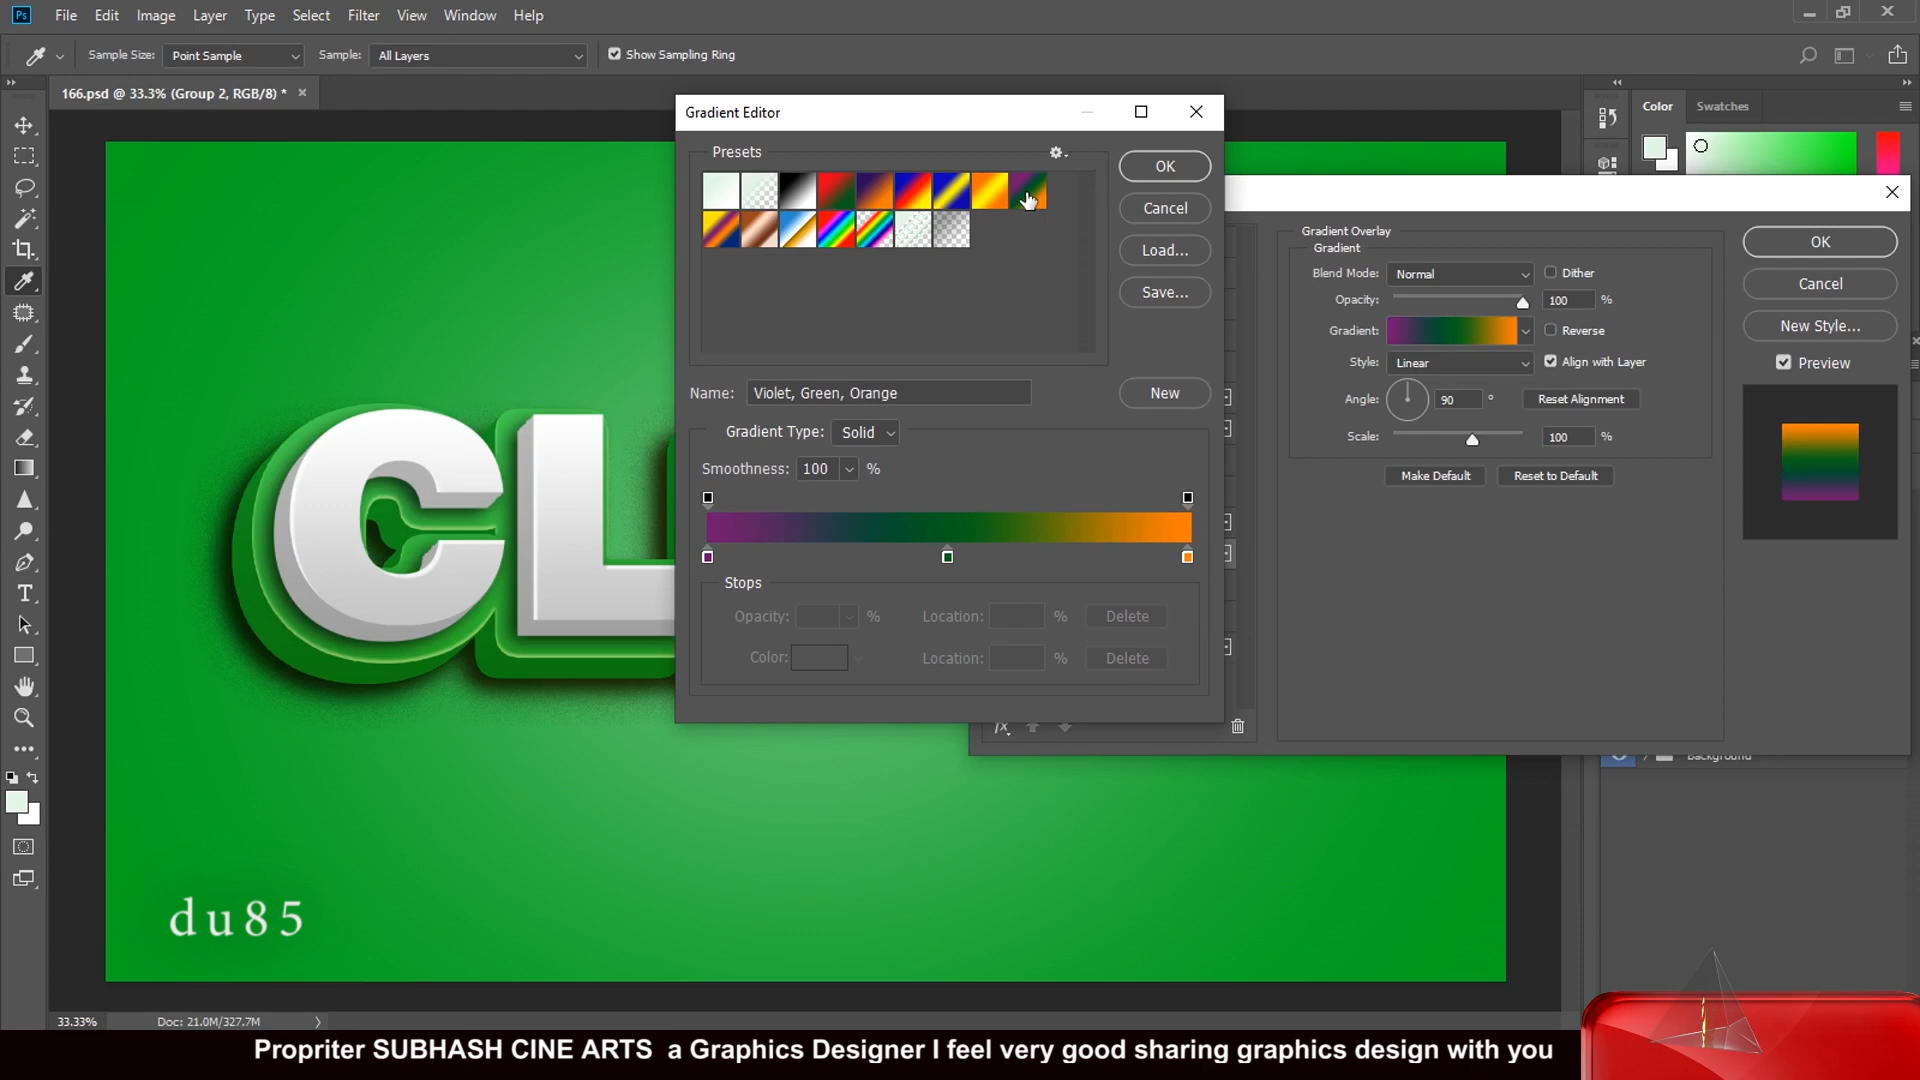 Ps File Edit Image Layer Type Select Filter View Window Help
Sample Size: Point Sample Sample: All Layers Show Sampling Ring
166.psd @ 33.3% (Group 2, RGB/8) *
Color Swatches
Gradient Editor
Presets
OK
Cancel
Load...
Save...
Name: Violet, Green, Orange
New
Gradient Type: Solid
Smoothness: 100 %
Stops
Opacity: % Location: % Delete
Color: Location: % Delete
Gradient Overlay
Gradient
Blend Mode: Normal Dither
Opacity: 100 %
Gradient: Reverse
Style: Linear Align with Layer
Angle: 90 ° Reset Alignment
Scale: 100 %
Make Default Reset to Default
OK
Cancel
New Style...
Preview
fx
Background
CL
du85
33.33% Doc: 21.0M/327.7M
Propriter SUBHASH CINE ARTS a Graphics Designer I feel very good sharing graphics design with you